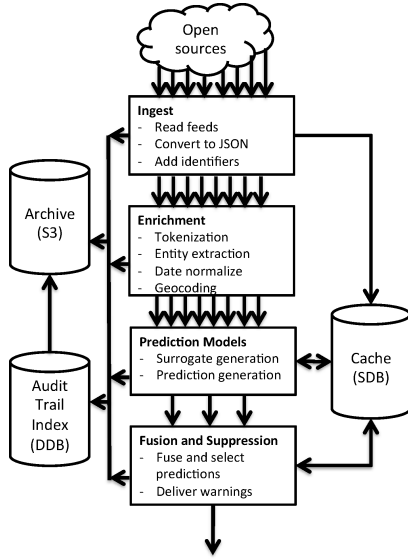 Open
sources
Ingest
- Read feeds
- Convert to JSON
- Add identifiers
Archive
(S3)
Enrichment
- Tokenization
- Entity extraction
- Date normalize
- Geocoding
Prediction Models
- Surrogate generation
- Prediction generation
Cache
(SDB)
Audit
Trail
Index
(DDB)
Fusion and Suppression
- Fuse and select
predictions
- Deliver warnings